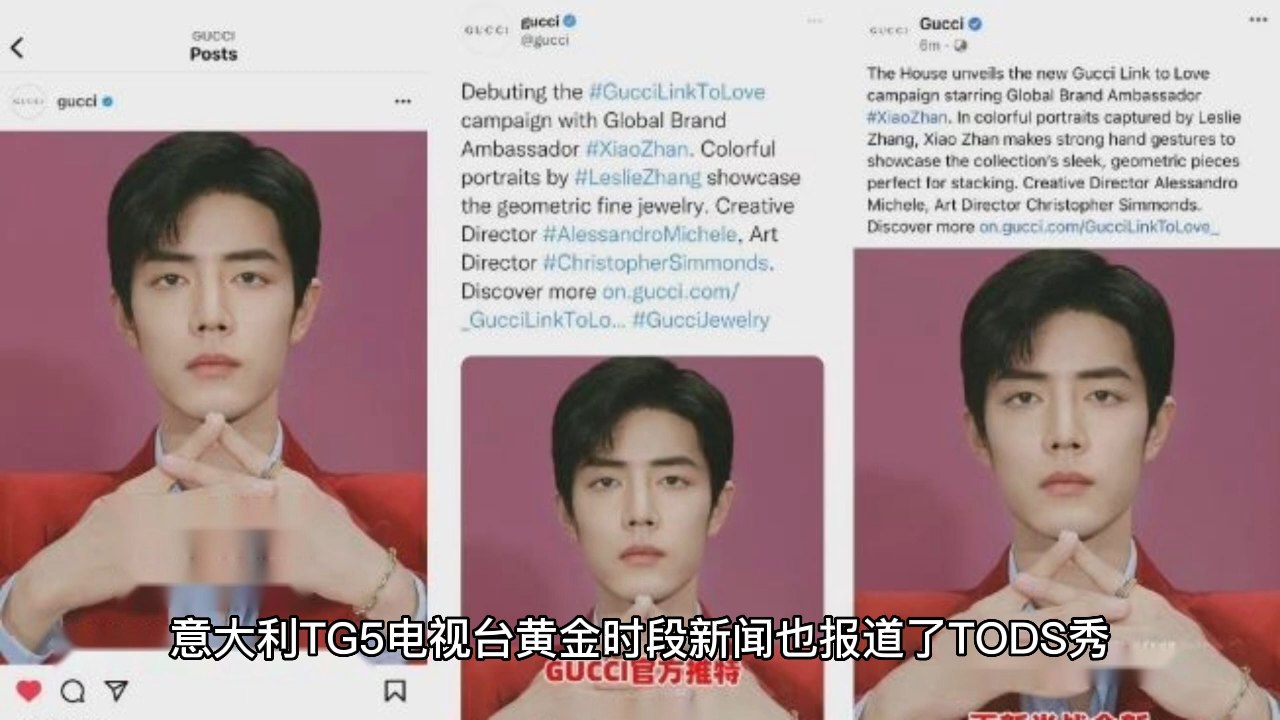 GUCCI
Posts
gucci
gucci
@gucci
Debuting the #GucciLinkToLove
campaign with Global Brand
Ambassador #XiaoZhan. Colorful
portraits by #LeslieZhang showcase
the geometric fine jewelry. Creative
Director #AlessandroMichele, Art
Director #ChristopherSimmonds.
Discover more on.gucci.com/
_GucciLinkToLo... #GucciJewelry
GUCCI
Gucci
6m ·
The House unveils the new Gucci Link to Love
campaign starring Global Brand Ambassador
#XiaoZhan. In colorful portraits captured by Leslie
Zhang, Xiao Zhan makes strong hand gestures to
showcase the collection's sleek, geometric pieces
perfect for stacking. Creative Director Alessandro
Michele, Art Director Christopher Simmonds.
Discover more on.gucci.com/GucciLinkToLove_
GUCCI
意大利TG5电视台黄金时段新闻也报道了TODS秀
GUCCI官方推特